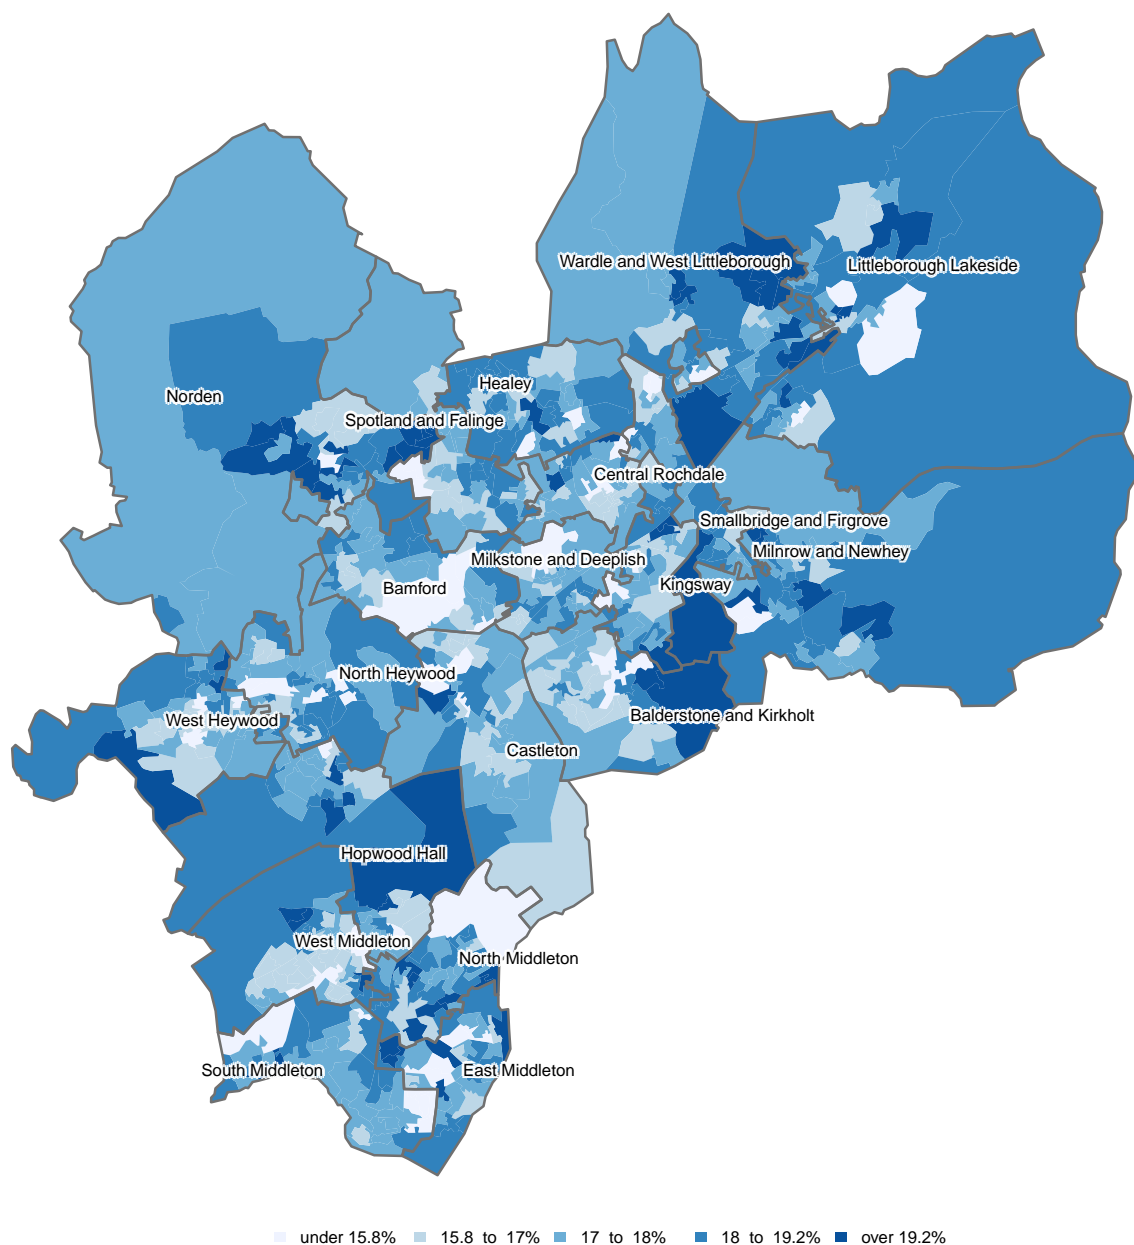 Wardle and West Littleborough
Littleborough Lakeside
Healey
Norden
Spotland and Falinge
Central Rochdale
Smallbridge and Firgrove
Milnrow and Newhey
Milkstone and Deeplish
Kingsway
Bamford
North Heywood
West Heywood
Balderstone and Kirkholt
Castleton
Hopwood Hall
West Middleton
North Middleton
South Middleton
East Middleton
under 15.8% 15.8 to 17% 17 to 18% 18 to 19.2% over 19.2%